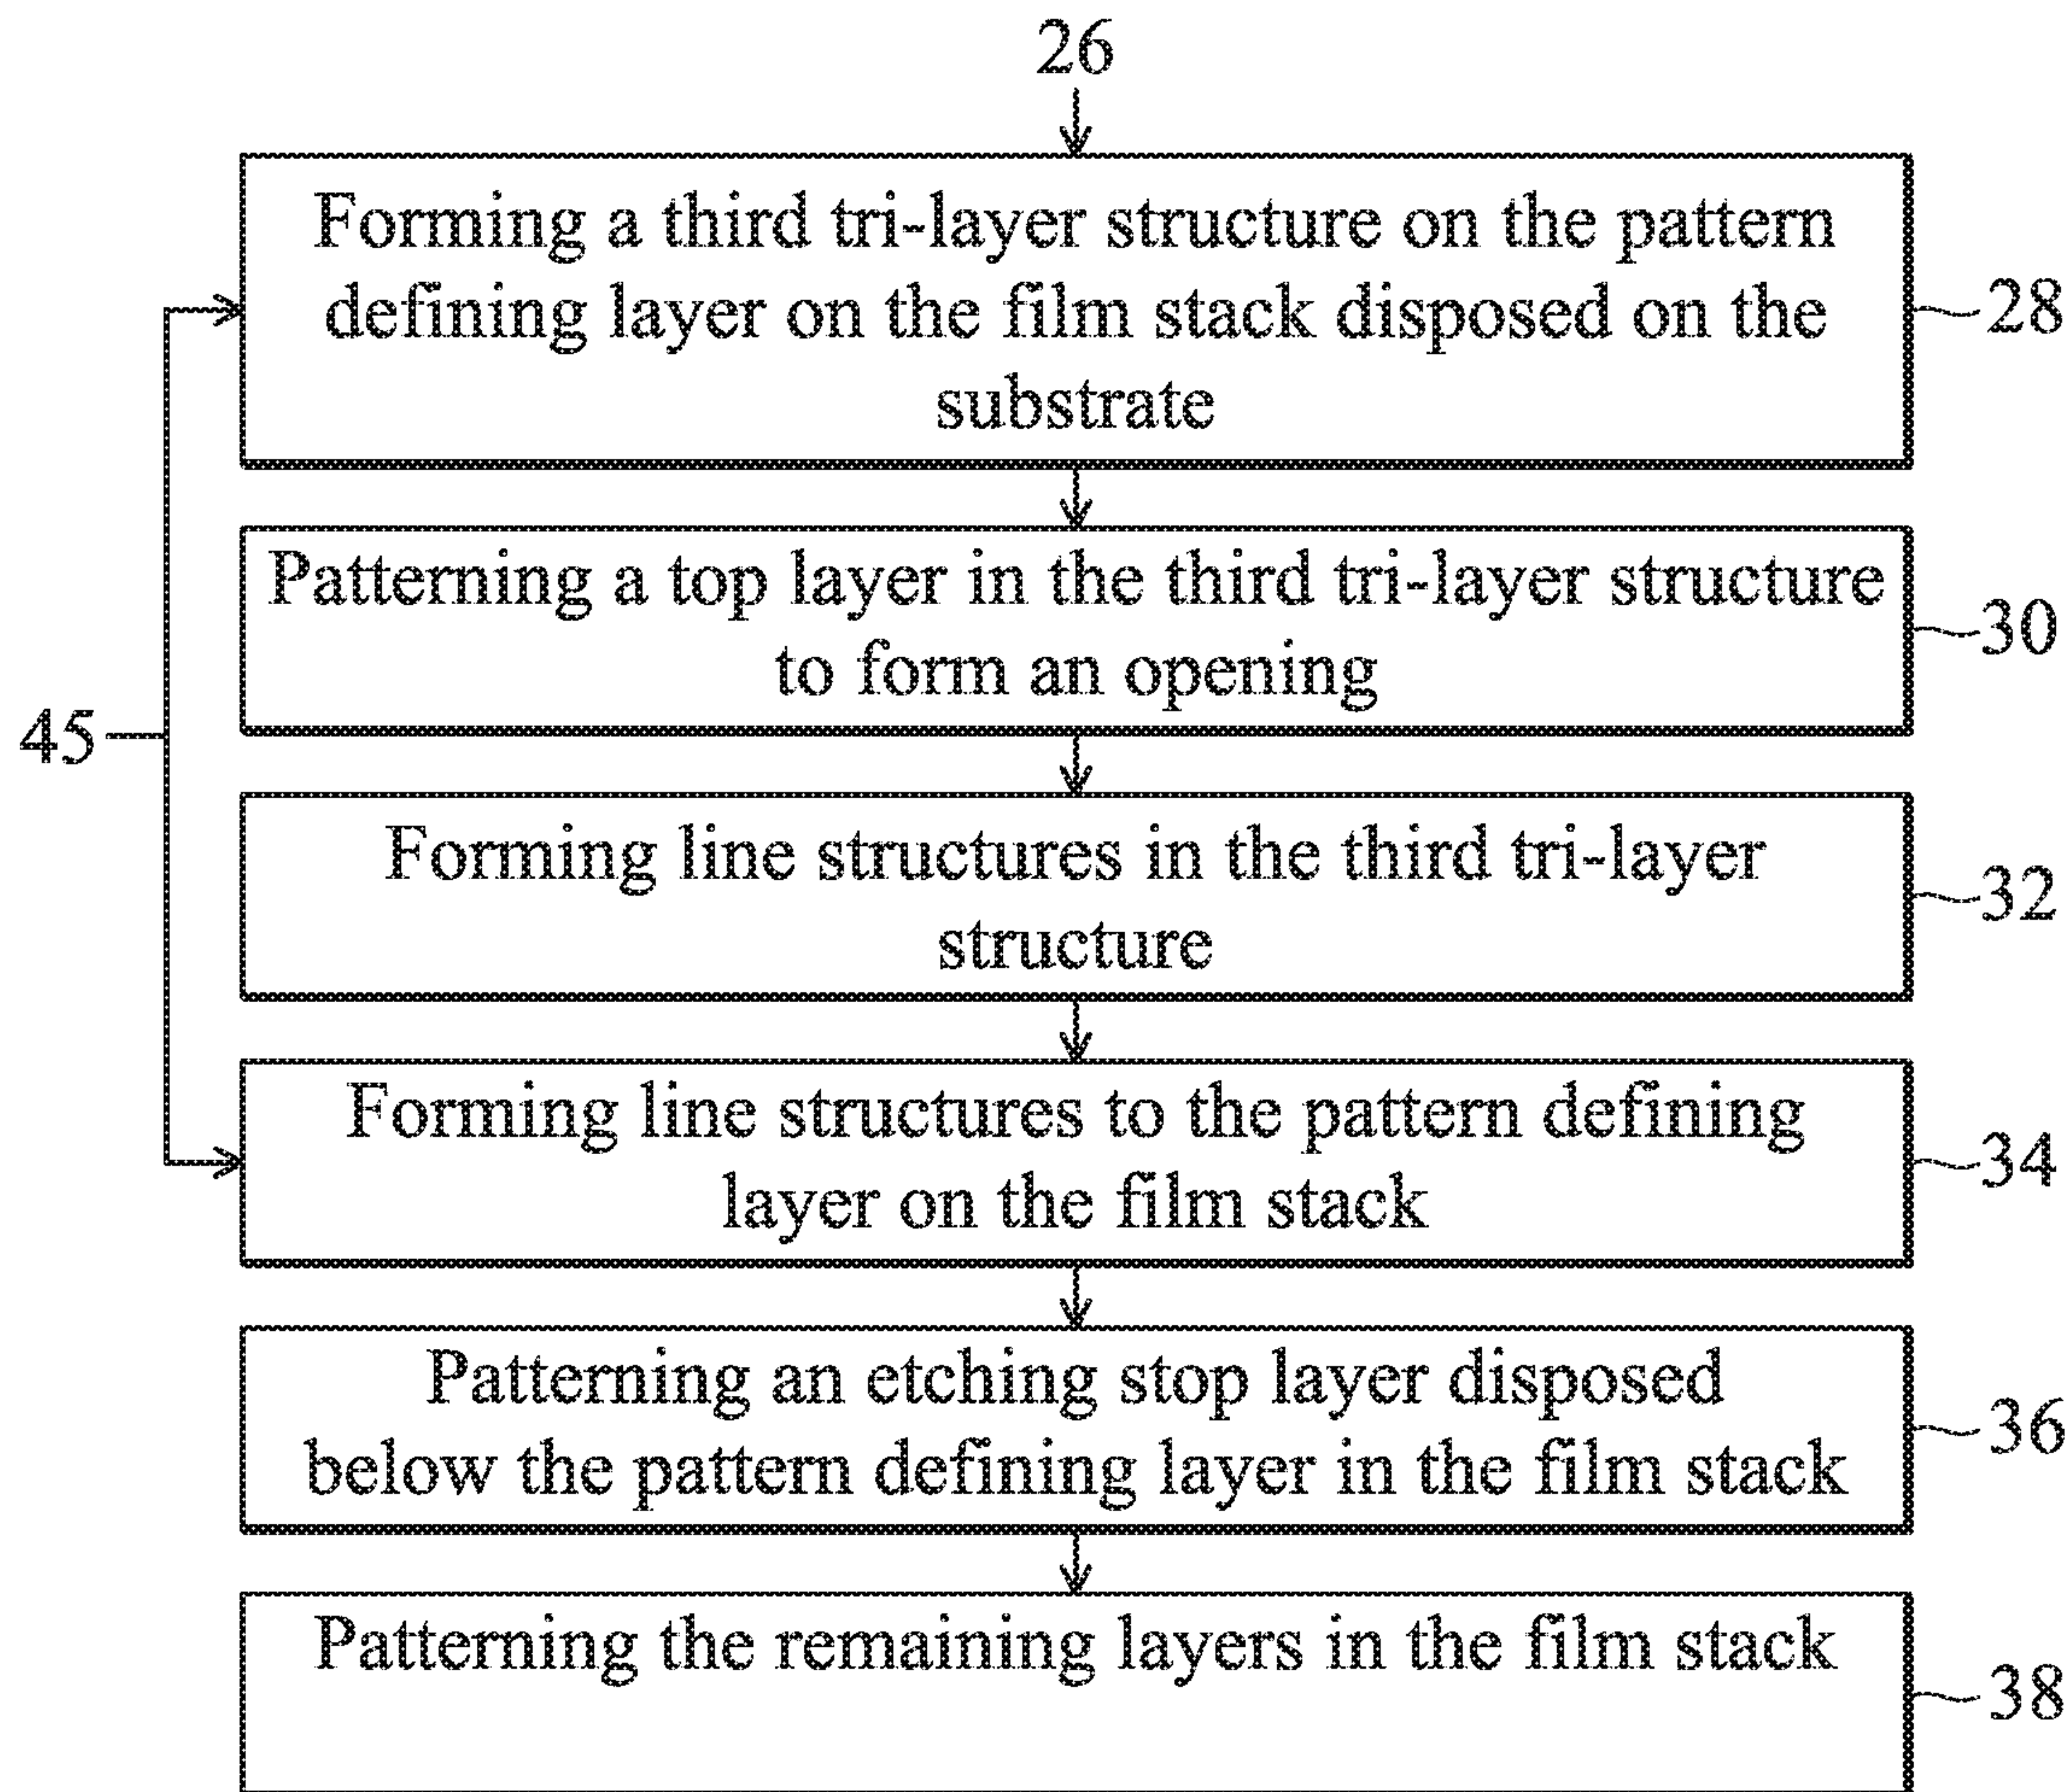 26
Forming a third tri-layer structure on the pattern
defining layer on the film stack disposed on the
substrate
28
Patterning a top layer in the third tri-layer structure
to form an opening
30
45
Forming line structures in the third tri-layer
structure
32
Forming line structures to the pattern defining
layer on the film stack
34
Patterning an etching stop layer disposed
below the pattern defining layer in the film stack
36
Patterning the remaining layers in the film stack
38